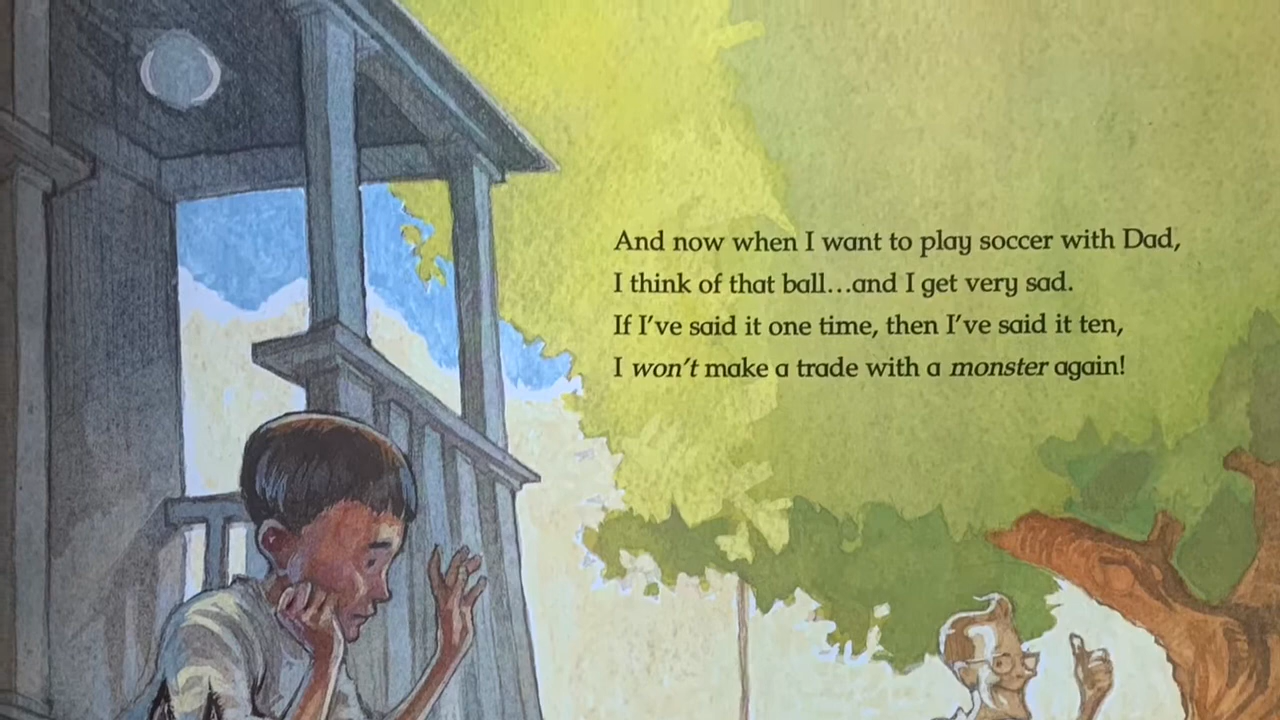 And now when I want to play soccer with Dad,
I think of that ball...and I get very sad.
If I've said it one time, then I've said it ten,
I won't make a trade with a monster again!